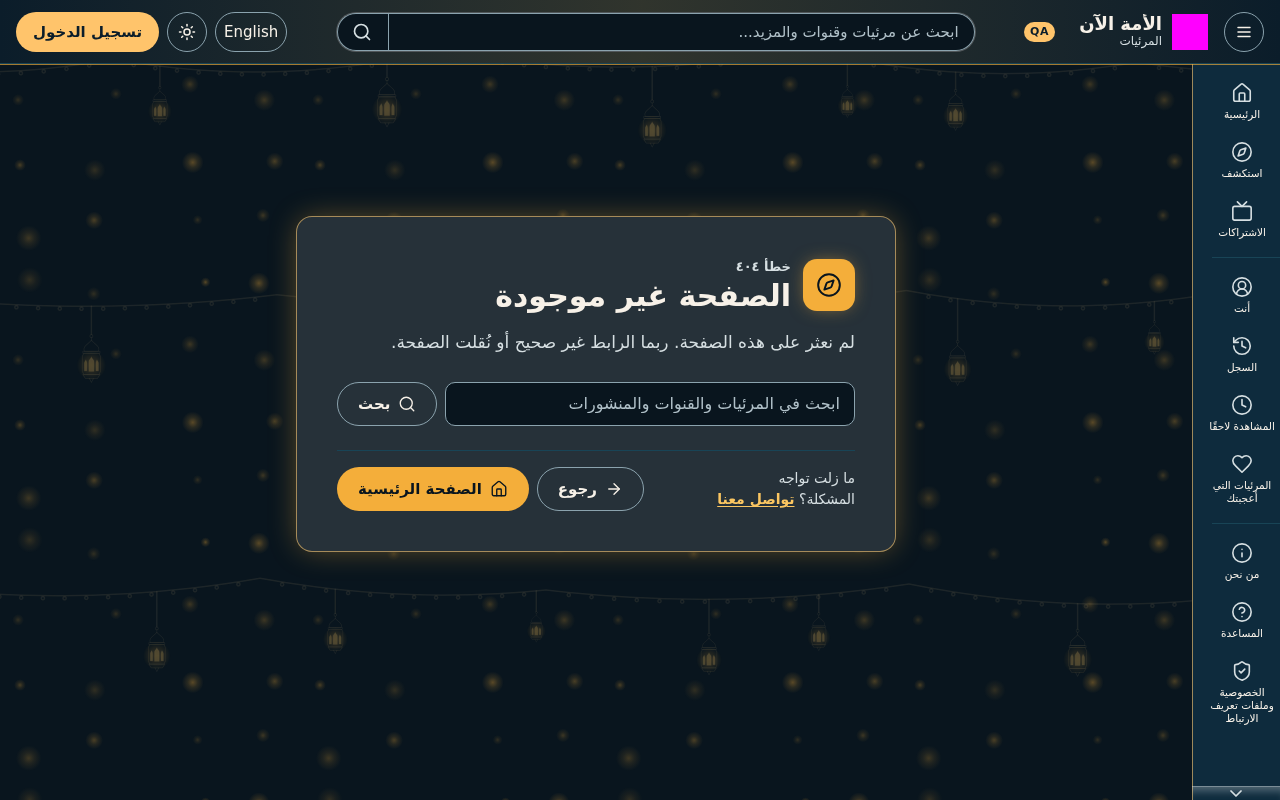 الأمة الآن
المرئيات
QA
ابحث عن مرئيات وقنوات والمزيد...
English
تسجيل الدخول
الرئيسية
استكشف
الاشتراكات
أنت
السجل
المشاهدة لاحقًا
المرئيات التي
أعجبتك
من نحن
المساعدة
الخصوصية
وملفات تعريف
الارتباط
خطأ ٤٠٤
الصفحة غير موجودة
لم نعثر على هذه الصفحة. ربما الرابط غير صحيح أو نُقلت الصفحة.
ابحث في المرئيات والقنوات والمنشورات
بحث
ما زلت تواجه
المشكلة؟ تواصل معنا
رجوع
الصفحة الرئيسية